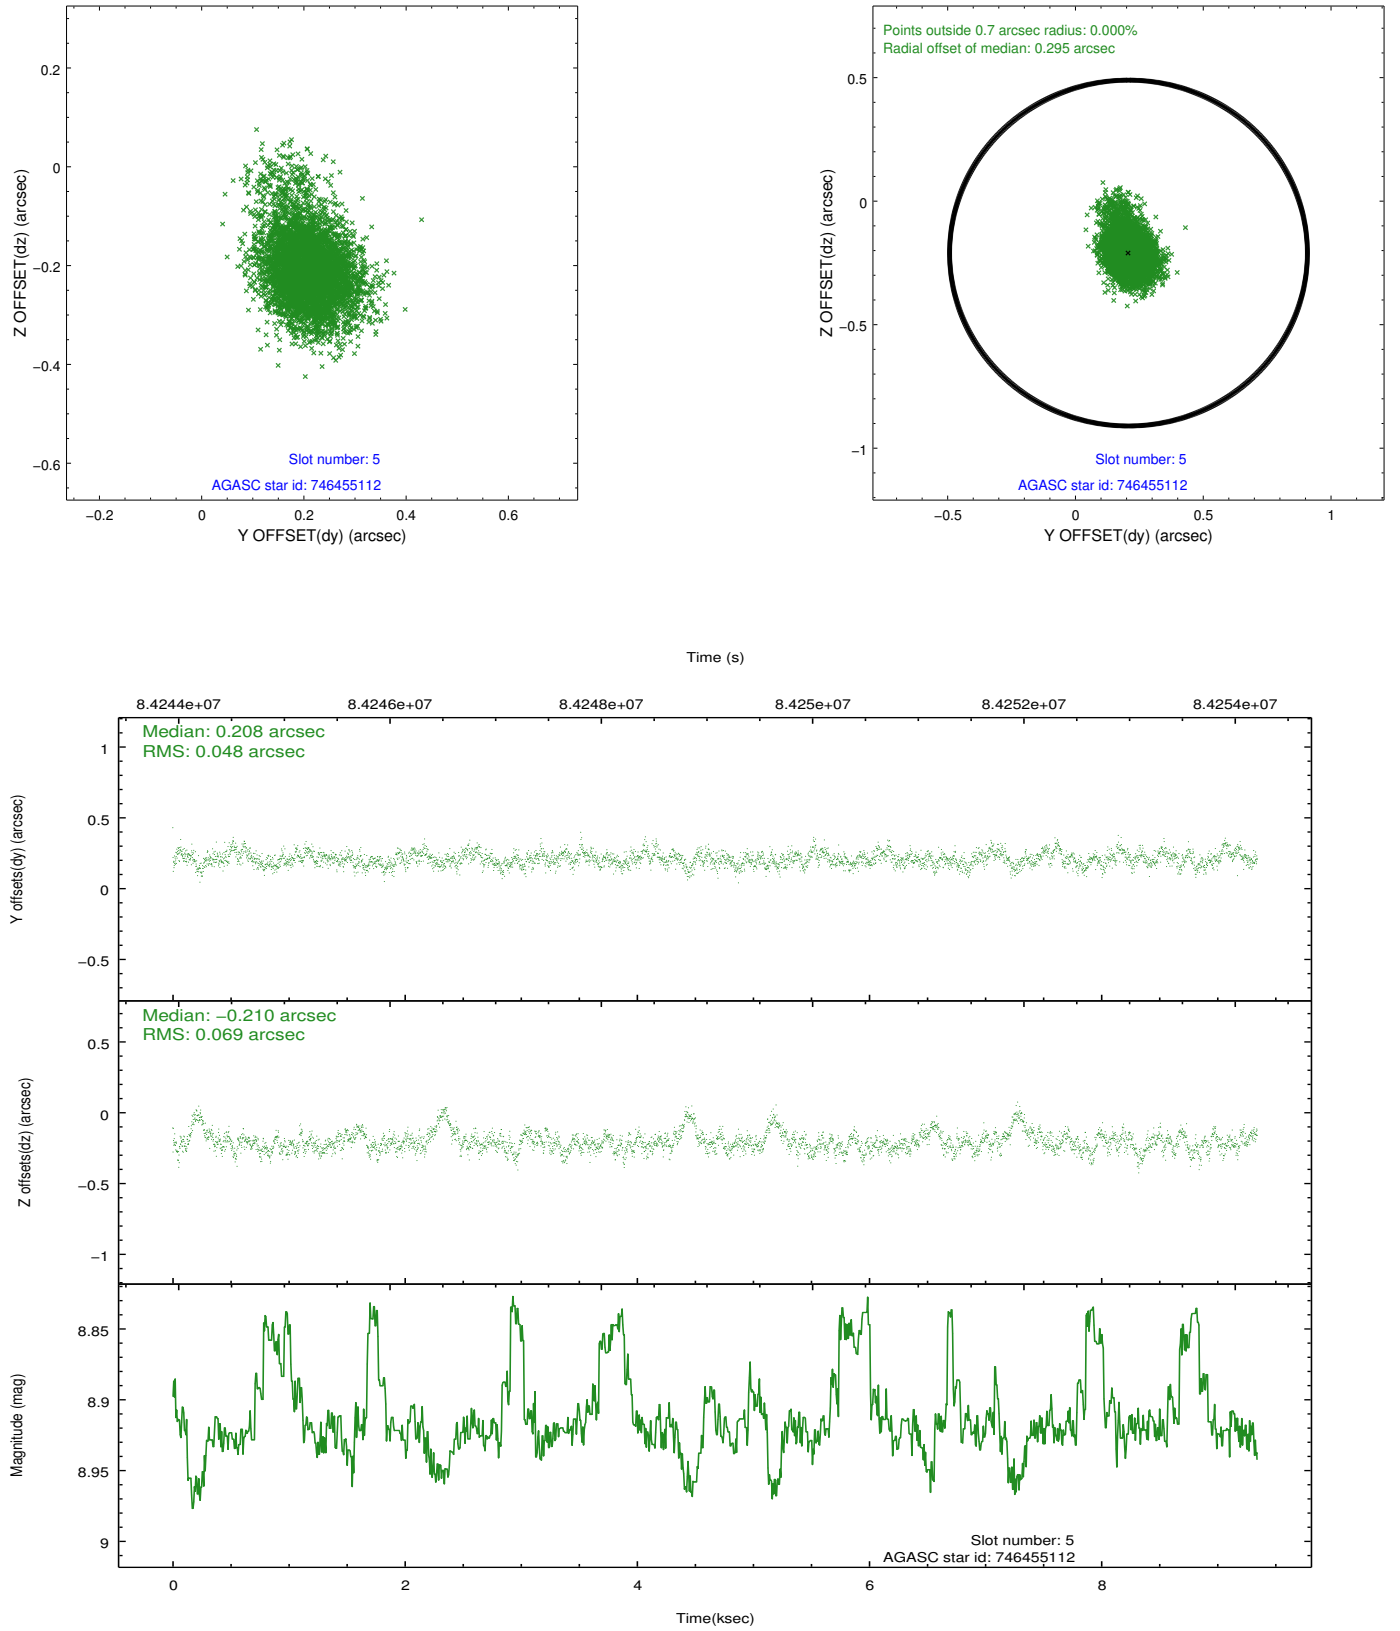 0.2
0
−0.2
−0.4
−0.6
Z OFFSET(dz) (arcsec)
Slot number: 5
AGASC star id: 746455112
−0.2 0 0.2 0.4 0.6
Y OFFSET(dy) (arcsec)
Points outside 0.7 arcsec radius: 0.000%
Radial offset of median: 0.295 arcsec
0.5
0
−0.5
−1
Z OFFSET(dz) (arcsec)
Slot number: 5
AGASC star id: 746455112
−0.5 0 0.5 1
Y OFFSET(dy) (arcsec)
Time (s)
8.4244e+07 8.4246e+07 8.4248e+07 8.425e+07 8.4252e+07 8.4254e+07
Median: 0.208 arcsec
RMS: 0.048 arcsec
1
0.5
0
−0.5
Y offsets(dy) (arcsec)
Median: −0.210 arcsec
RMS: 0.069 arcsec
0.5
0
−0.5
−1
Z offsets(dz) (arcsec)
8.85
8.9
8.95
9
Magnitude (mag)
Slot number: 5
AGASC star id: 746455112
0 2 4 6 8
Time(ksec)